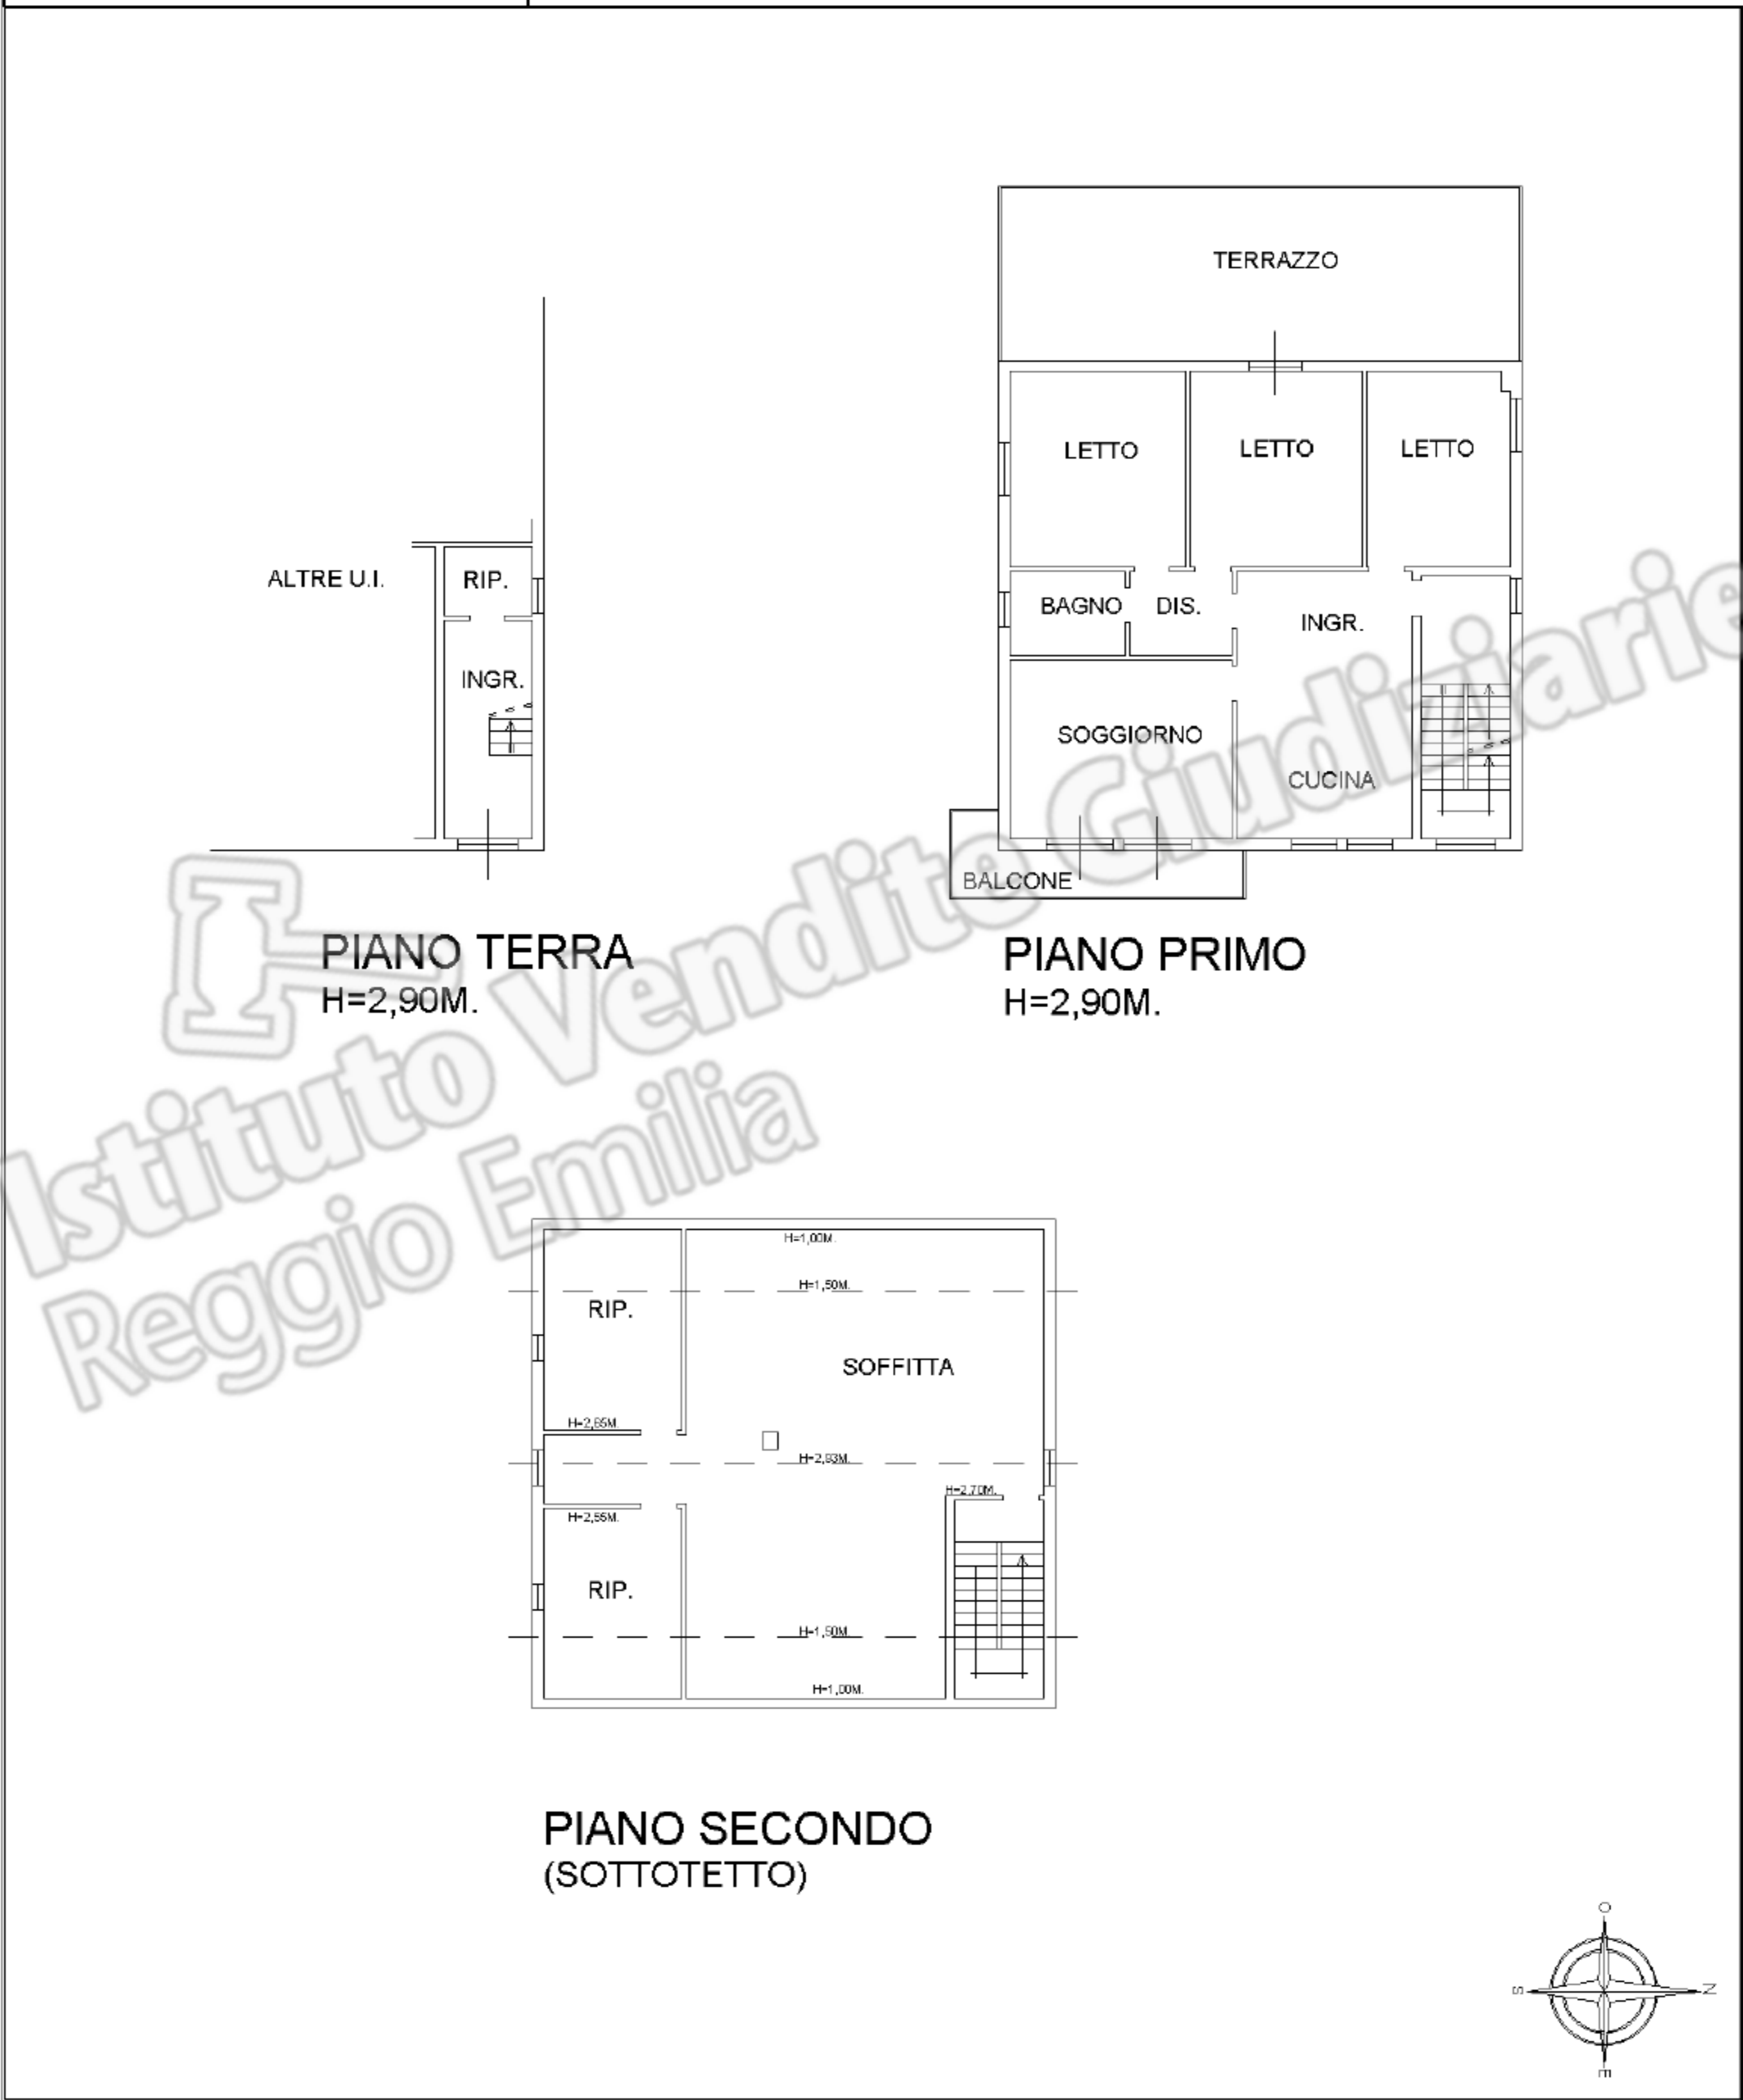 TERRAZZO
LETTO
LETTO
LETTO
ALTRE U.I.
RIP.
BAGNO
DIS.
INGR.
INGR.
SOGGIORNO
CUCINA
BALCONE
PIANO TERRA
H=2,90M.
PIANO PRIMO
H=2,90M.
Istituto Vendite Giudiziarie
Reggio Emilia
H=1,00M.
H=1,50M.
RIP.
SOFFITTA
H=2,65M.
H=2,93M.
H=2,70M.
H=2,55M.
RIP.
H=1,50M.
H=1,00M.
PIANO SECONDO
(SOTTOTETTO)
O
S
N
E